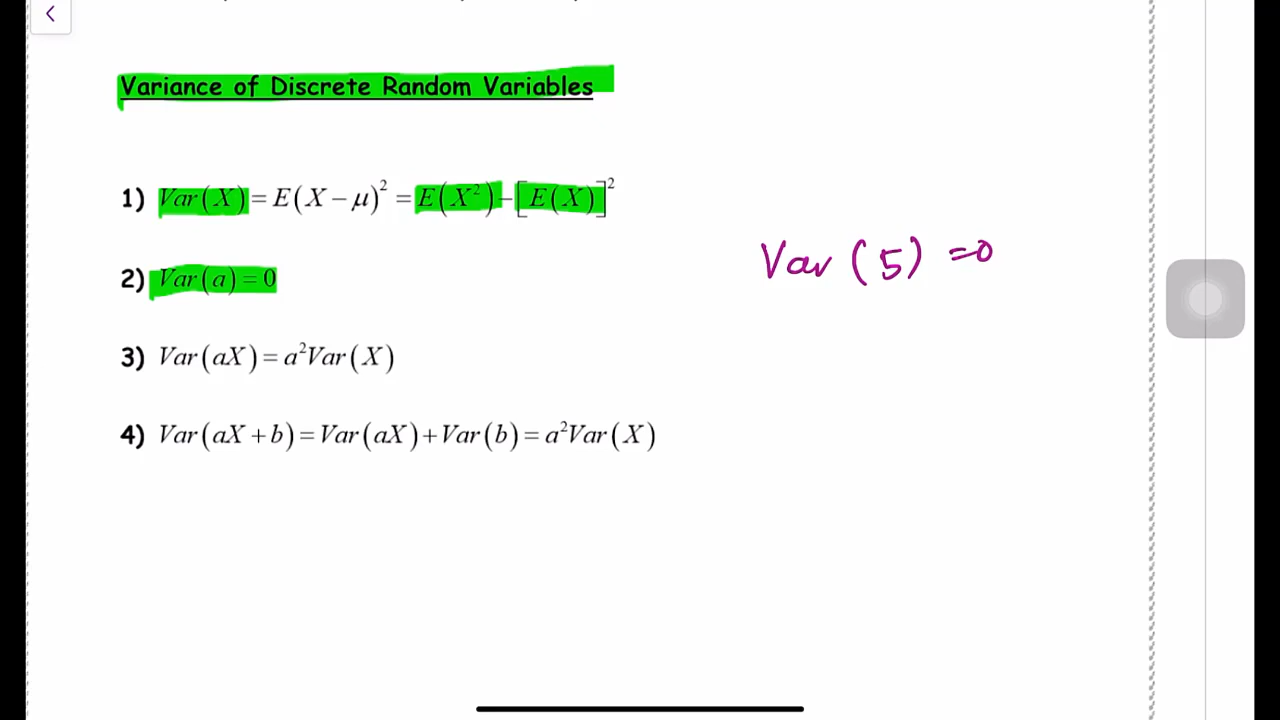 Variance of Discrete Random Variables
1) Var(X) = E(X − μ)² = E(X²) − [E(X)]²
Var (5) =0
2) Var(a) = 0
3) Var(aX) = a²Var(X)
4) Var(aX + b) = Var(aX) + Var(b) = a²Var(X)